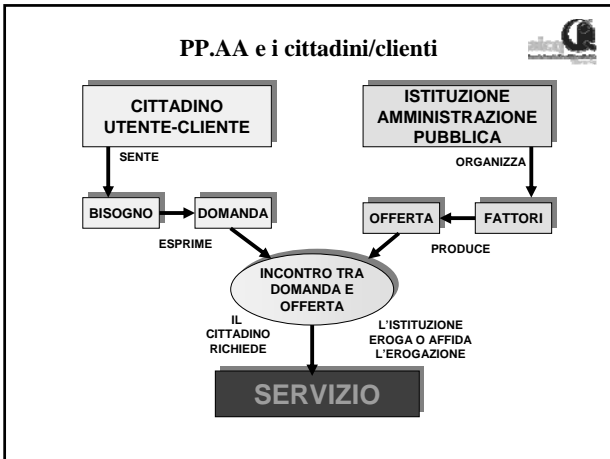 PP.AA e i cittadini/clienti
aicq
CITTADINO
UTENTE-CLIENTE
ISTITUZIONE
AMMINISTRAZIONE
PUBBLICA
SENTE
ORGANIZZA
BISOGNO
DOMANDA
OFFERTA
FATTORI
ESPRIME
PRODUCE
INCONTRO TRA
DOMANDA E
OFFERTA
IL
CITTADINO
RICHIEDE
L'ISTITUZIONE
EROGA O AFFIDA
L'EROGAZIONE
SERVIZIO